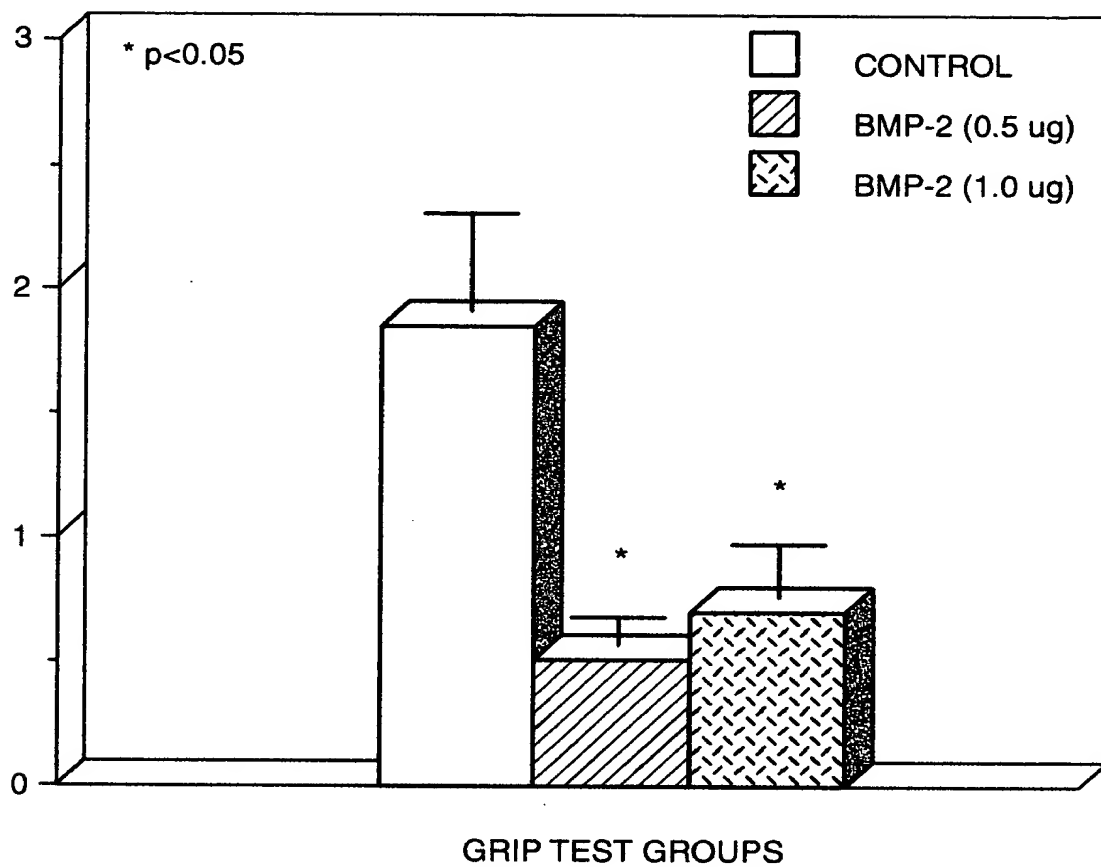 3
2
1
0
* p<0.05
CONTROL
BMP-2 (0.5 ug)
BMP-2 (1.0 ug)
*
*
GRIP TEST GROUPS